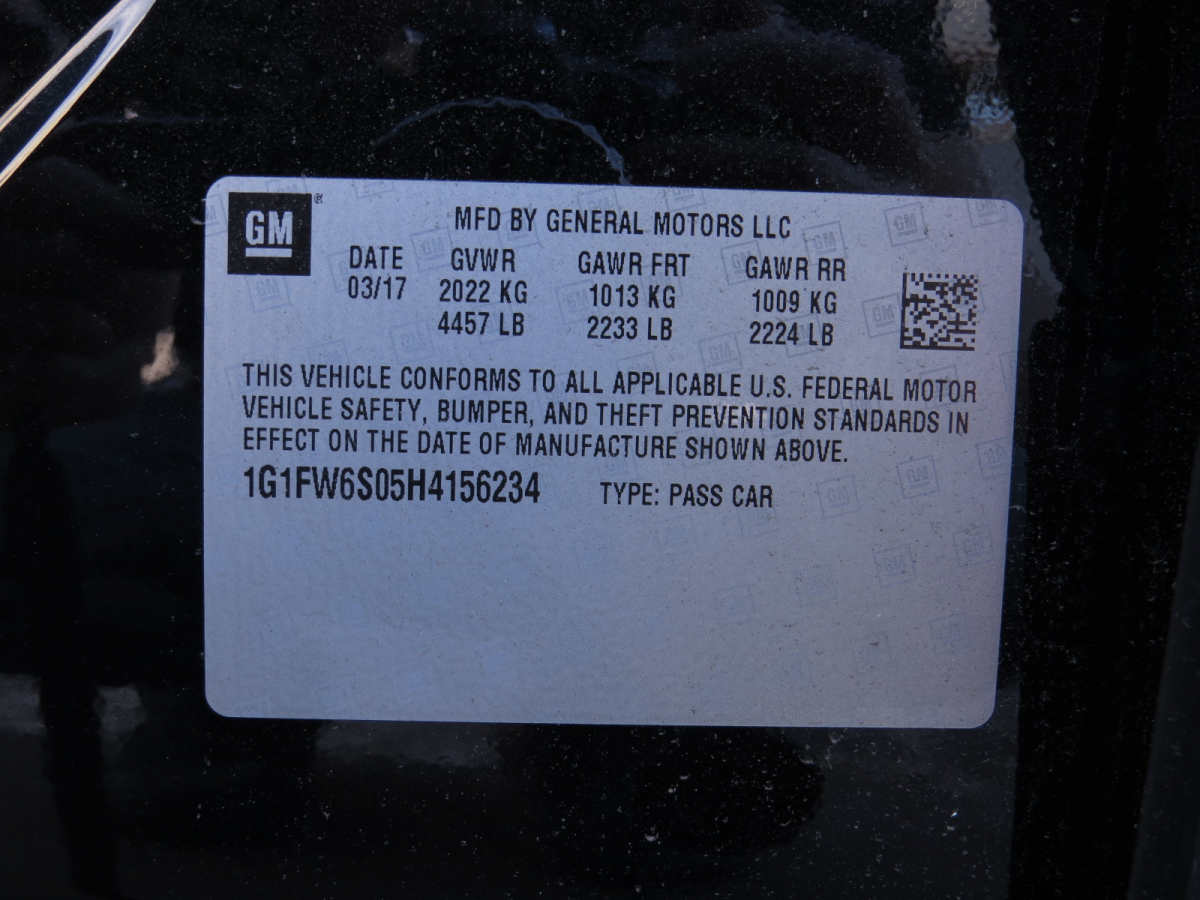 GM ®
MFD BY GENERAL MOTORS LLC
DATE GVWR GAWR FRT GAWR RR
03/17 2022 KG 1013 KG 1009 KG
4457 LB 2233 LB 2224 LB
THIS VEHICLE CONFORMS TO ALL APPLICABLE U.S. FEDERAL MOTOR
VEHICLE SAFETY, BUMPER, AND THEFT PREVENTION STANDARDS IN
EFFECT ON THE DATE OF MANUFACTURE SHOWN ABOVE.
1G1FW6S05H4156234 TYPE: PASS CAR